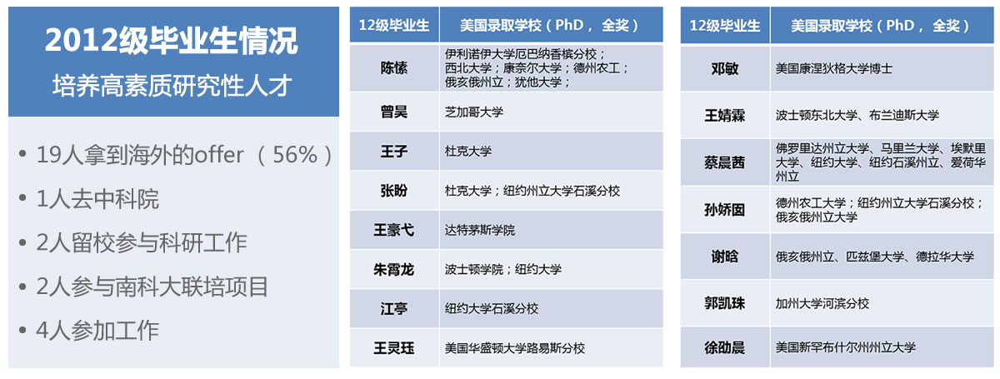 2012级毕业生情况
培养高素质研究性人才
• 19人拿到海外的offer（56%）
• 1人去中科院
• 2人留校参与科研工作
• 2人参与南科大联培项目
• 4人参加工作
12级毕业生 美国录取学校（PhD， 全奖）
陈愫 伊利诺伊大学厄巴纳香槟分校；
西北大学；康奈尔大学；德州农工；
俄亥俄州立；犹他大学；
曾昊 芝加哥大学
王子 杜克大学
张盼 杜克大学；纽约州立大学石溪分校
王豪弋 达特茅斯学院
朱霄龙 波士顿学院；纽约大学
江亭 纽约大学石溪分校
王灵珏 美国华盛顿大学路易斯分校
12级毕业生 美国录取学校（PhD， 全奖）
邓敏 美国康涅狄格大学博士
王婧霖 波士顿东北大学、布兰迪斯大学
蔡晨茜 佛罗里达州立大学、马里兰大学、埃默里
大学、纽约大学、纽约石溪州立、爱荷华
州立
孙娇囡 德州农工大学；纽约州立大学石溪分校；
俄亥俄州立大学
谢晗 俄亥俄州立、匹兹堡大学、德拉华大学
郭凯珠 加州大学河滨分校
徐劭晨 美国新罕布什尔州州立大学